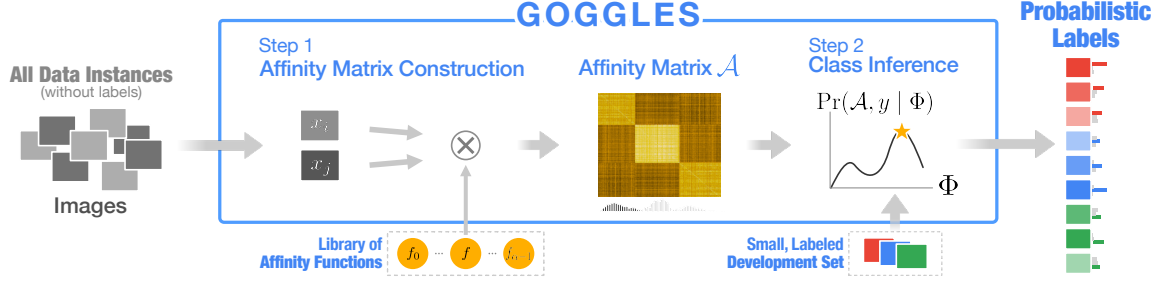 GOGGLES
Probabilistic
Labels
Step 1
Affinity Matrix Construction
Affinity Matrix 𝒜
Step 2
Class Inference
All Data Instances
(without labels)
Images
x_i
x_j
⊗
Pr(𝒜, y | Φ)
Φ
Library of
Affinity Functions
f_0 ... f ...
Small, Labeled
Development Set